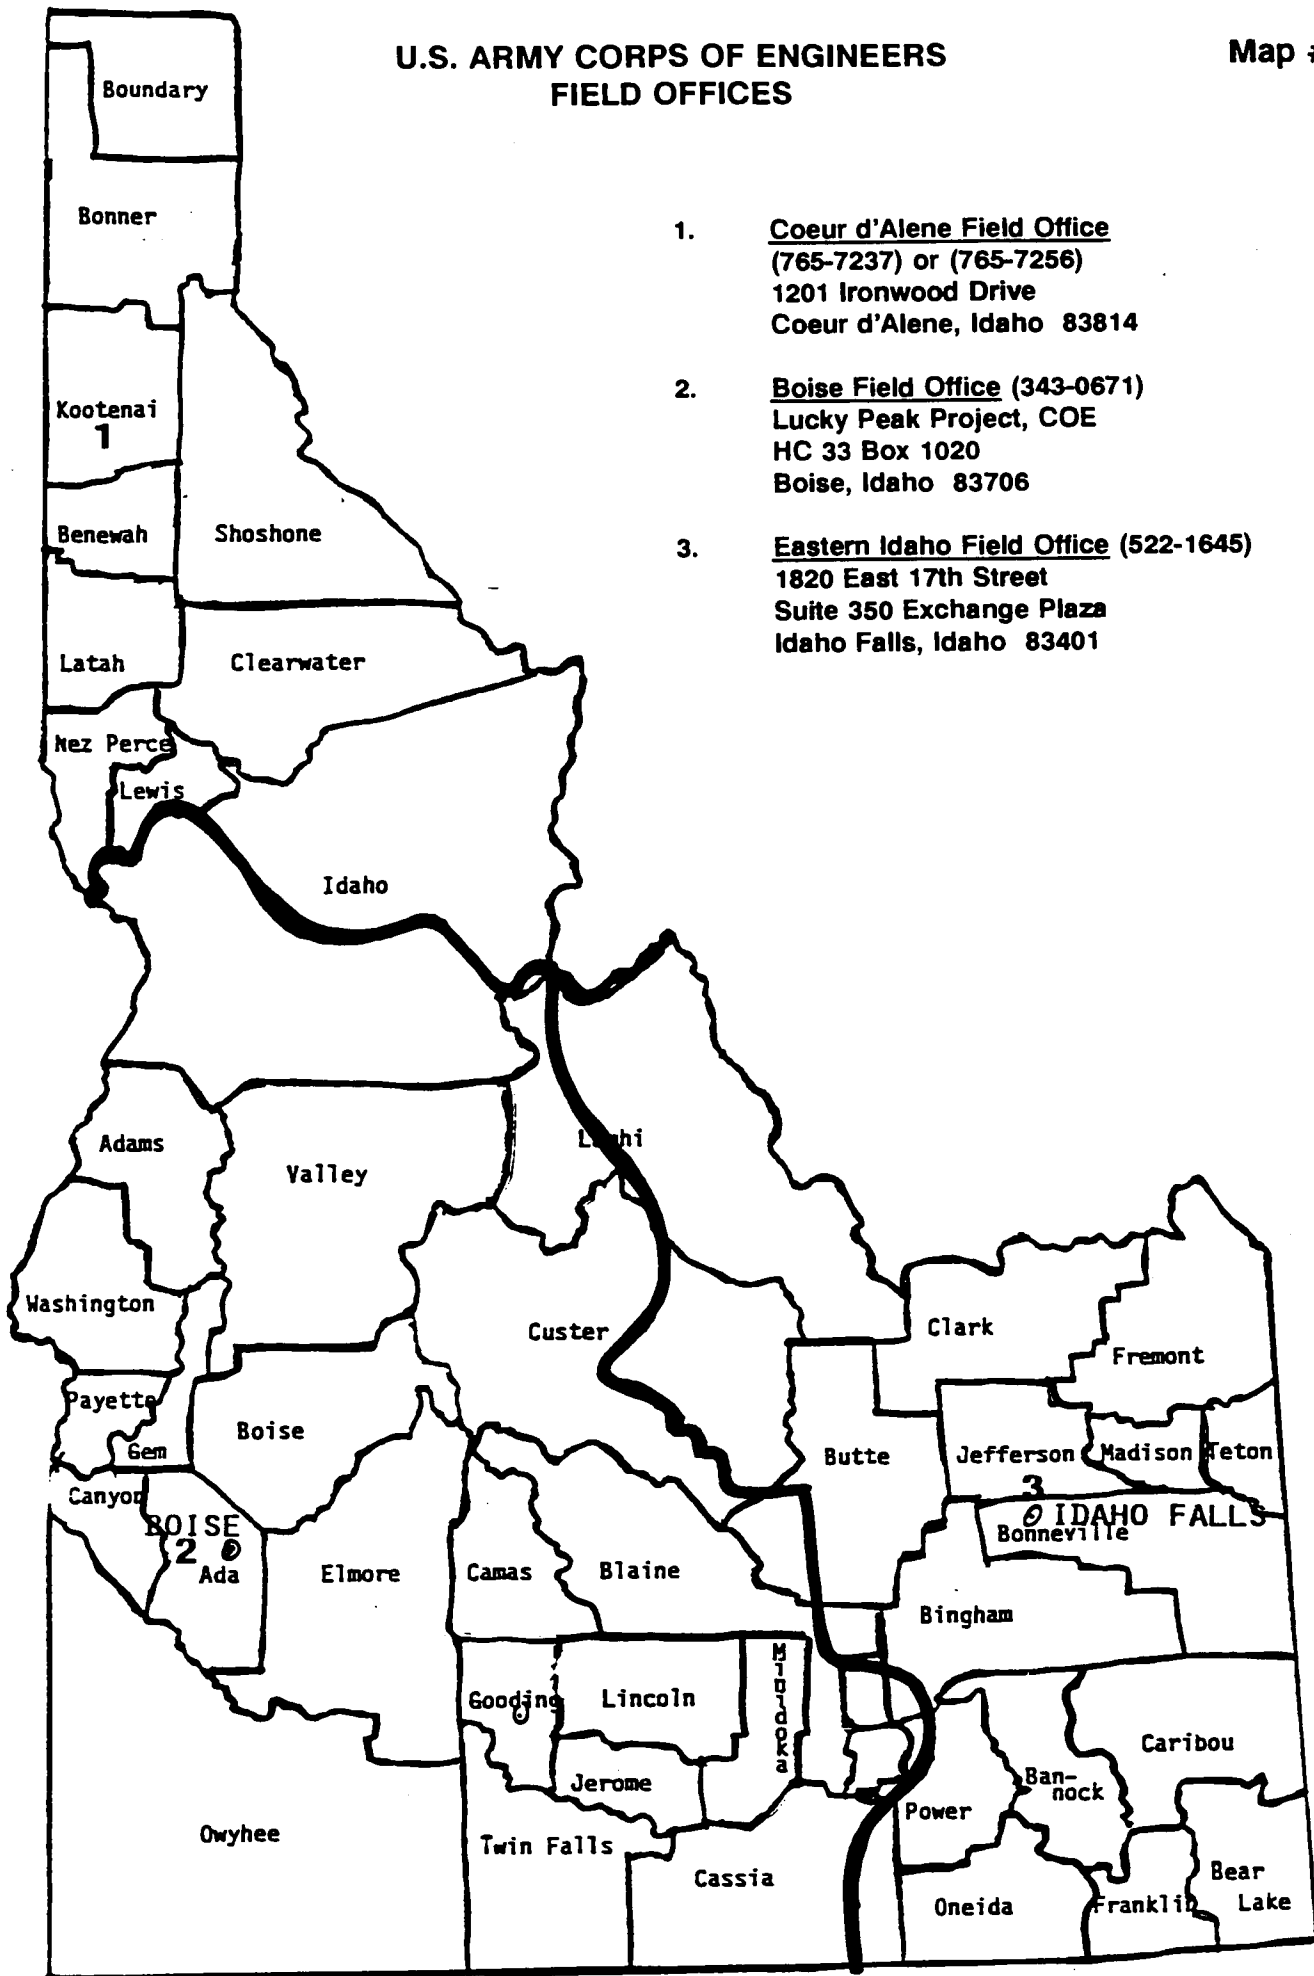 U.S. ARMY CORPS OF ENGINEERS
FIELD OFFICES
Map
1. Coeur d'Alene Field Office
(765-7237) or (765-7256)
1201 Ironwood Drive
Coeur d'Alene, Idaho 83814
2. Boise Field Office (343-0671)
Lucky Peak Project, COE
HC 33 Box 1020
Boise, Idaho 83706
3. Eastern Idaho Field Office (522-1645)
1820 East 17th Street
Suite 350 Exchange Plaza
Idaho Falls, Idaho 83401
Boundary
Bonner
Kootenai
1
Benewah
Shoshone
Latah
Clearwater
Nez Perce
Lewis
Idaho
Adams
Valley
Lemhi
Washington
Custer
Clark
Fremont
Payette
Gem
Boise
Butte
Jefferson
Madison
Teton
Canyon
BOISE
2
Ada
Elmore
Camas
Blaine
3
IDAHO FALLS
Bonneville
Bingham
Gooding
Lincoln
Minidoka
Jerome
Caribou
Ban-
nock
Power
Owyhee
Twin Falls
Cassia
Oneida
Franklin
Bear
Lake